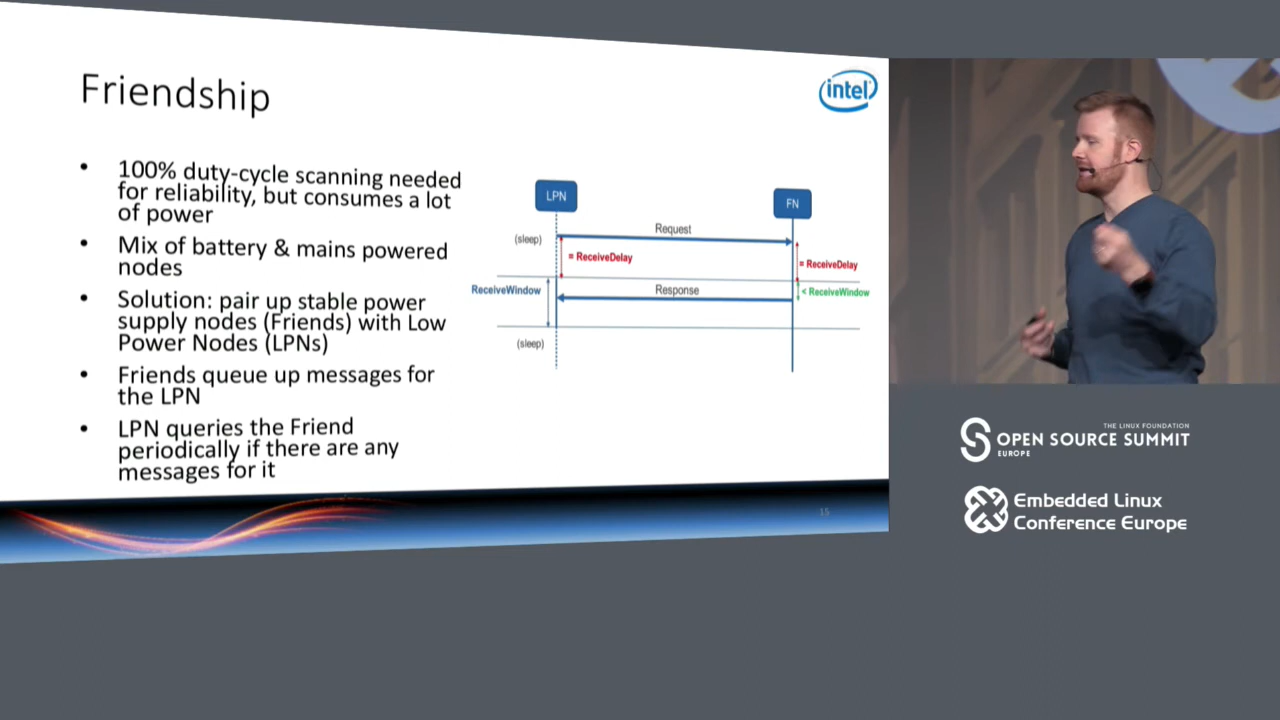 Friendship
intel
• 100% duty-cycle scanning needed
for reliability, but consumes a lot
of power
• Mix of battery & mains powered
nodes
• Solution: pair up stable power
supply nodes (Friends) with Low
Power Nodes (LPNs)
• Friends queue up messages for
the LPN
• LPN queries the Friend
periodically if there are any
messages for it
LPN
FN
(sleep)
Request
= ReceiveDelay
= ReceiveDelay
ReceiveWindow
Response
< ReceiveWindow
(sleep)
15
THE LINUX FOUNDATION
OPEN SOURCE SUMMIT
EUROPE
Embedded Linux
Conference Europe